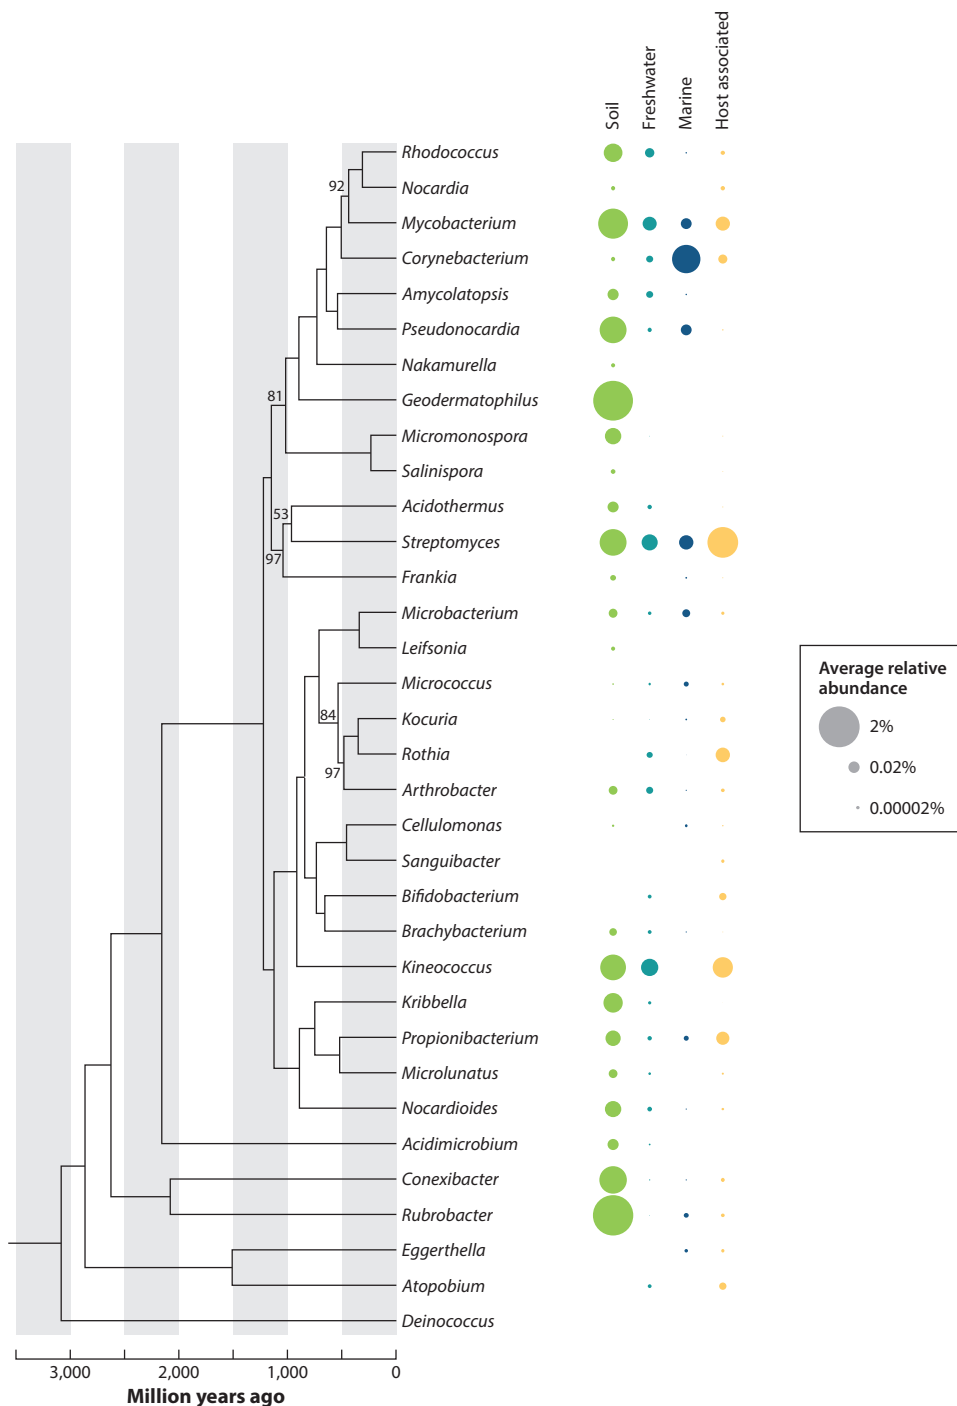 Soil
Freshwater
Marine
Host associated
Rhodococcus
92
Nocardia
Mycobacterium
Corynebacterium
Amycolatopsis
Pseudonocardia
Nakamurella
81
Geodermatophilus
Micromonospora
Salinispora
Acidothermus
53
Streptomyces
97
Frankia
Microbacterium
Leifsonia
Micrococcus
84
Kocuria
Rothia
97
Arthrobacter
Cellulomonas
Sanguibacter
Bifidobacterium
Brachybacterium
Kineococcus
Kribbella
Propionibacterium
Microlunatus
Nocardioides
Acidimicrobium
Conexibacter
Rubrobacter
Eggerthella
Atopobium
Deinococcus
3,000 2,000 1,000 0
Million years ago
Average relative
abundance
2%
0.02%
0.00002%